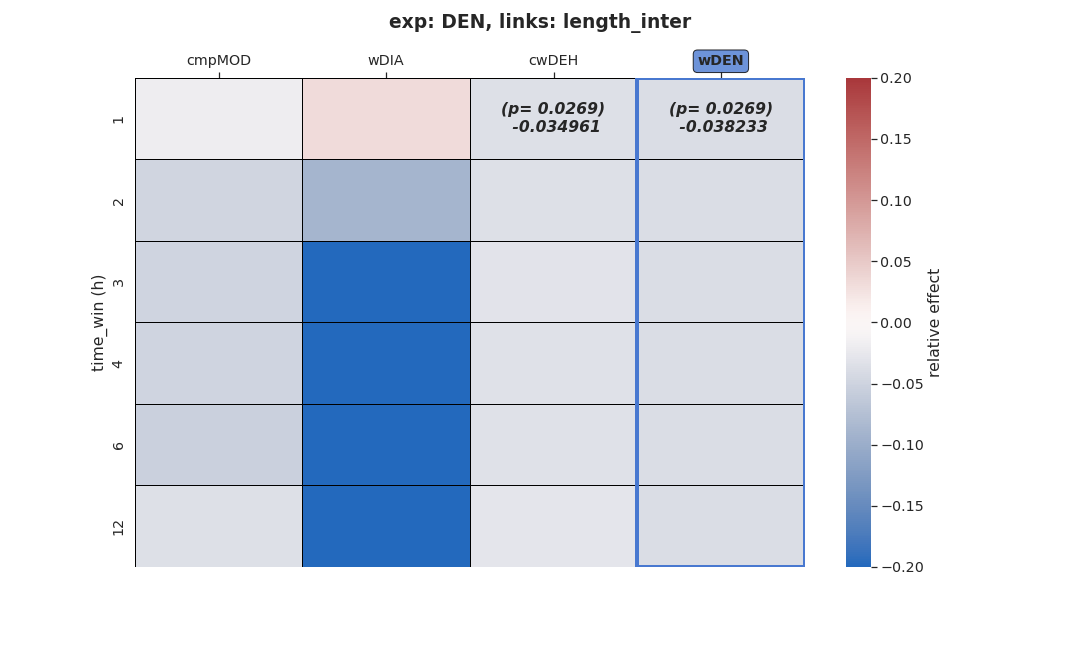 exp: DEN, links: length_inter
cmpMOD wDIA cwDEH wDEN
time_win (h)
1
2
3
4
6
12
(p= 0.0269)
-0.034961
(p= 0.0269)
-0.038233
0.20
0.15
0.10
0.05
0.00
−0.05
−0.10
−0.15
−0.20
relative effect